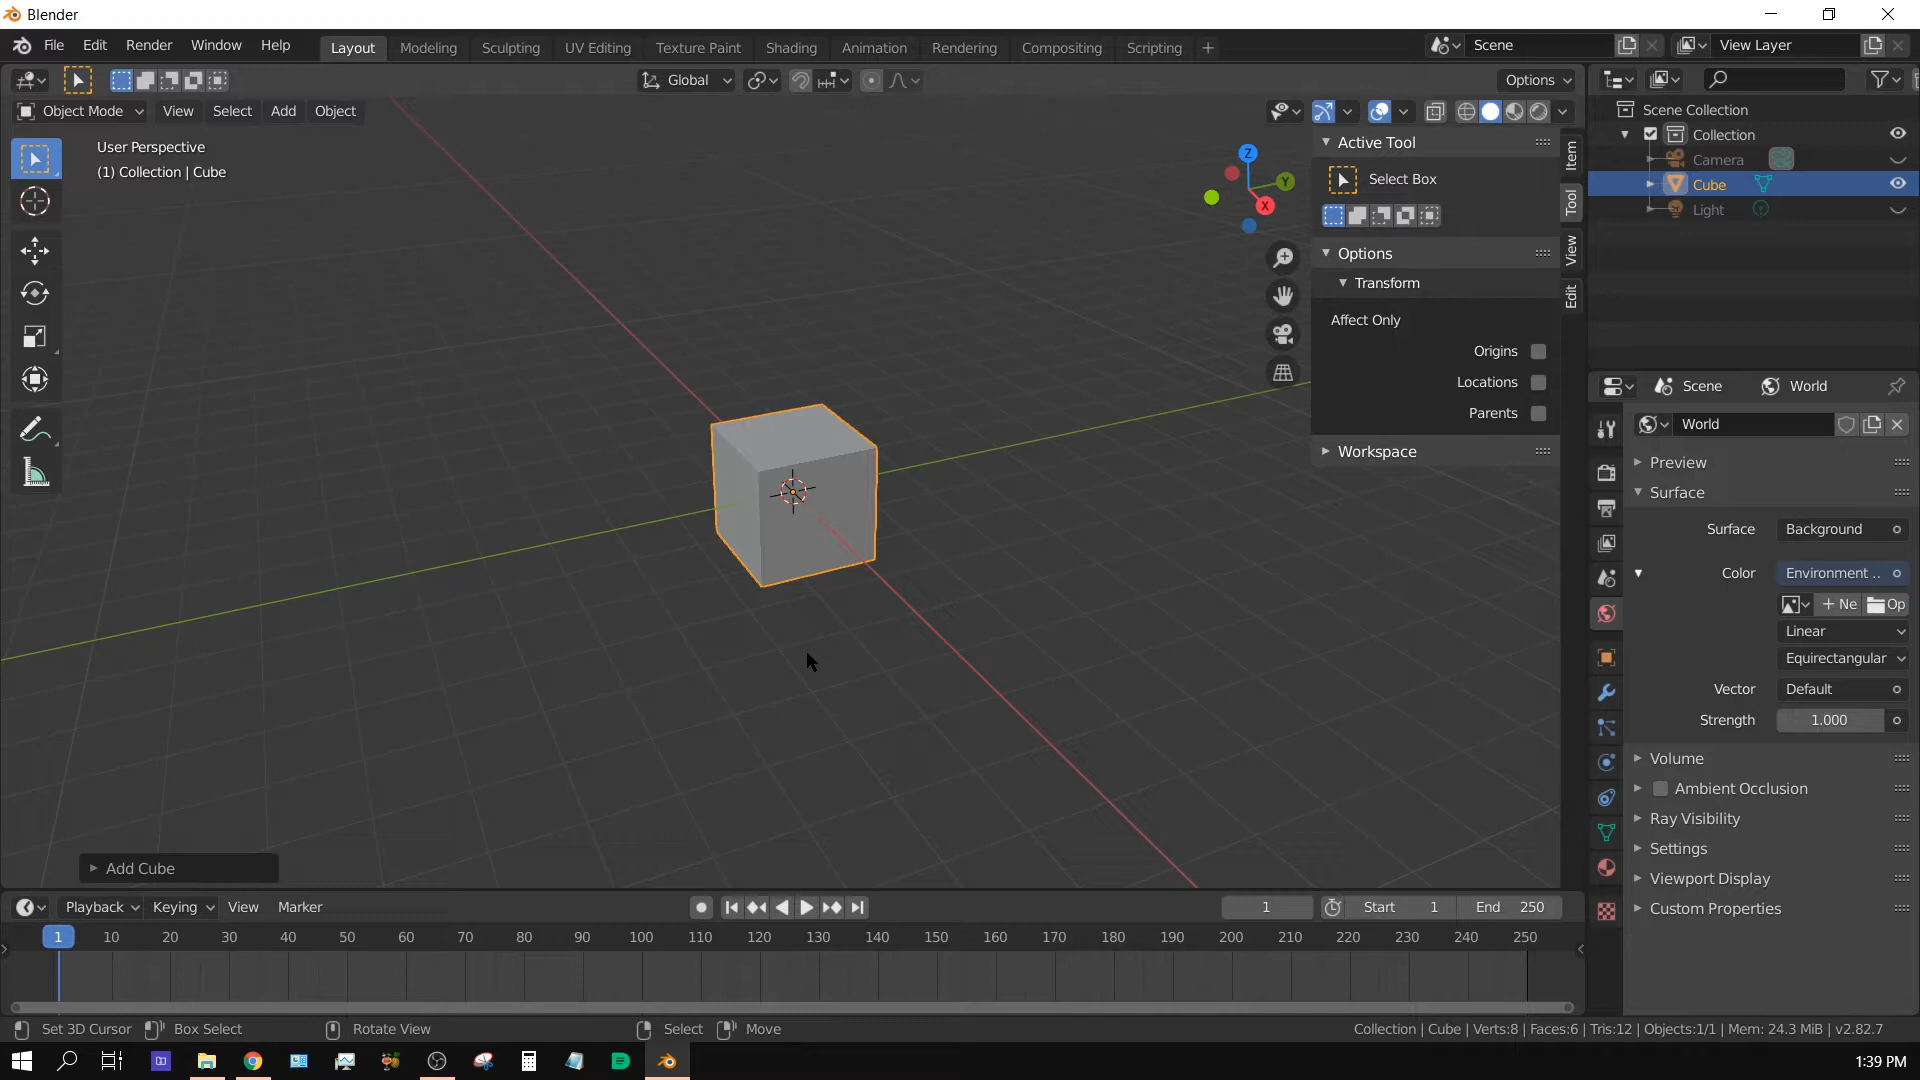 Blender
File Edit Render Window Help Layout Modeling Sculpting UV Editing Texture Paint Shading Animation Rendering Compositing Scripting + Scene View Layer
Global Options
Object Mode View Select Add Object
User Perspective
(1) Collection | Cube
Z
Y
X
Active Tool
Select Box
Options
Transform
Affect Only
Origins
Locations
Parents
Workspace
Item
Tool
View
Edit
Scene Collection
Collection
Camera
Cube
Light
Scene World
World
Preview
Surface
Surface Background
Color Environment ..
+ Ne Op
Linear
Equirectangular
Vector Default
Strength 1.000
Volume
Ambient Occlusion
Ray Visibility
Settings
Viewport Display
Custom Properties
Add Cube
Playback Keying View Marker 1 Start 1 End 250
1 10 20 30 40 50 60 70 80 90 100 110 120 130 140 150 160 170 180 190 200 210 220 230 240 250
Set 3D Cursor Box Select Rotate View Select Move Collection | Cube | Verts:8 | Faces:6 | Tris:12 | Objects:1/1 | Mem: 24.3 MiB | v2.82.7
1:39 PM